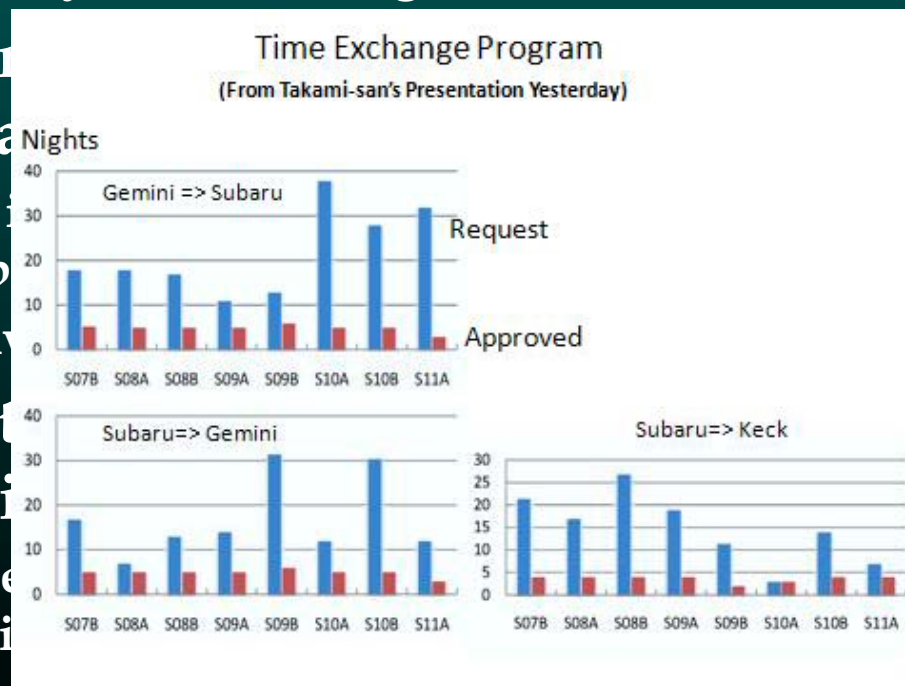 Time Exchange Program
(From Takami-san's Presentation Yesterday)
Nights
40
30
20
10
0
Gemini => Subaru
Request
Approved
S07B S08A S08B S09A S09B S10A S10B S11A
40
30
20
10
0
Subaru=> Gemini
S07B S08A S08B S09A S09B S10A S10B S11A
Subaru=> Keck
30
25
20
15
10
5
0
S07B S08A S08B S09A S09B S10A S10B S11A